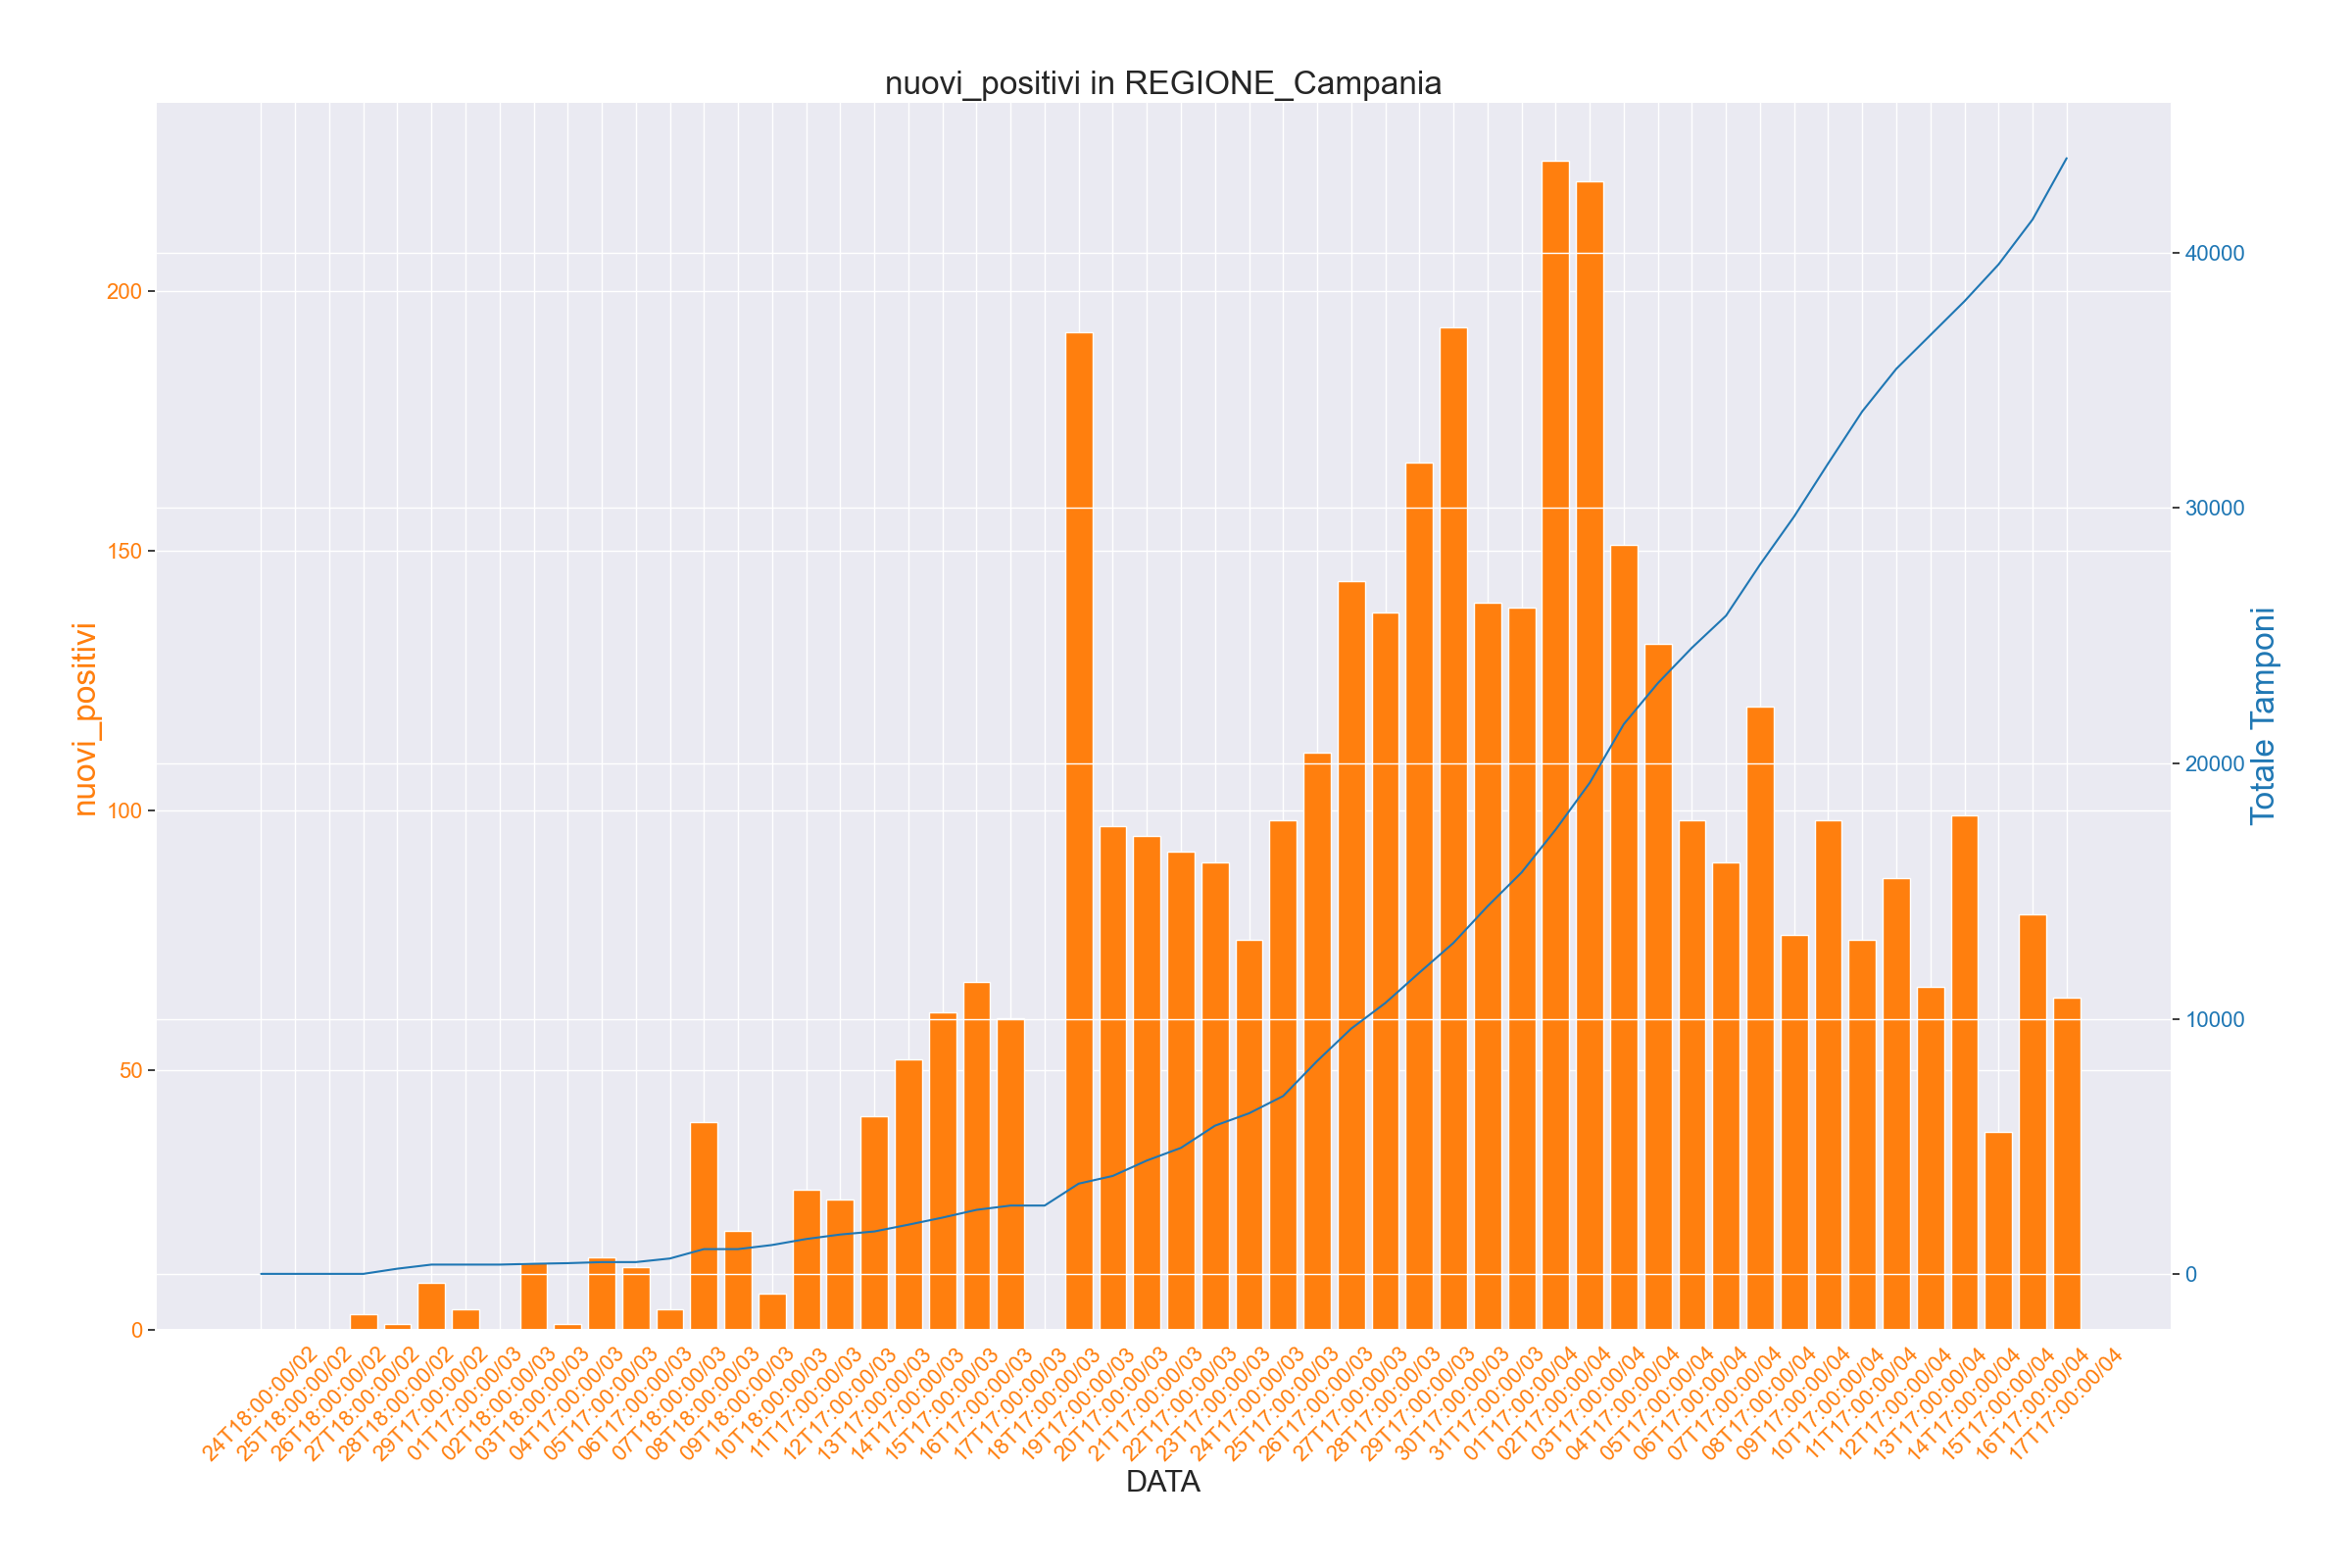 nuovi_positivi in REGIONE_Campania
nuovi_positivi
200
150
100
50
0
40000
30000
20000
10000
0
Totale Tamponi
24T18:00:00/02
25T18:00:00/02
26T18:00:00/02
27T18:00:00/02
28T18:00:00/02
29T17:00:00/02
01T17:00:00/03
02T18:00:00/03
03T18:00:00/03
04T17:00:00/03
05T17:00:00/03
06T17:00:00/03
07T18:00:00/03
08T18:00:00/03
09T18:00:00/03
10T18:00:00/03
11T17:00:00/03
12T17:00:00/03
13T17:00:00/03
14T17:00:00/03
15T17:00:00/03
16T17:00:00/03
17T17:00:00/03
18T17:00:00/03
19T17:00:00/03
20T17:00:00/03
21T17:00:00/03
22T17:00:00/03
23T17:00:00/03
24T17:00:00/03
25T17:00:00/03
26T17:00:00/03
27T17:00:00/03
28T17:00:00/03
29T17:00:00/03
30T17:00:00/03
31T17:00:00/03
01T17:00:00/04
02T17:00:00/04
03T17:00:00/04
04T17:00:00/04
05T17:00:00/04
06T17:00:00/04
07T17:00:00/04
08T17:00:00/04
09T17:00:00/04
10T17:00:00/04
11T17:00:00/04
12T17:00:00/04
13T17:00:00/04
14T17:00:00/04
15T17:00:00/04
16T17:00:00/04
17T17:00:00/04
DATA